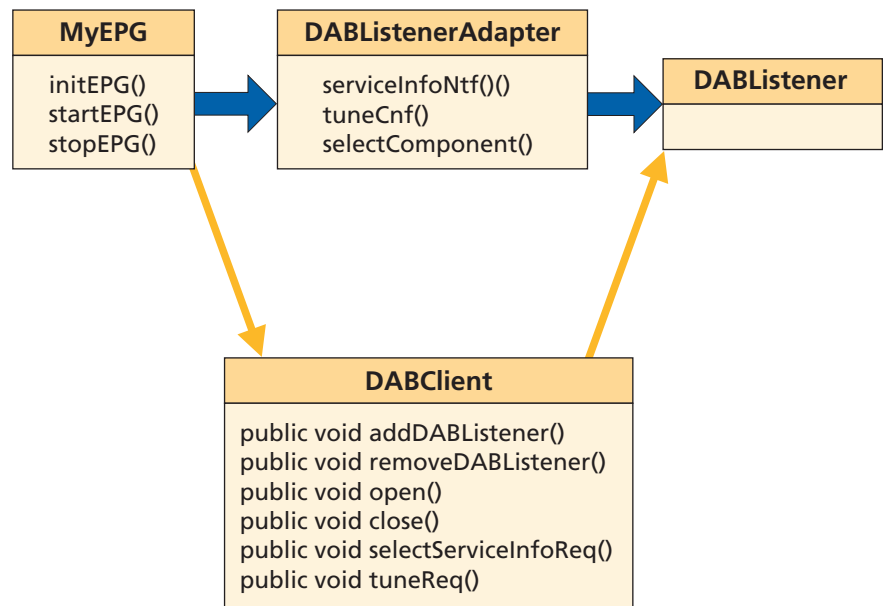 MyEPG
initEPG()
startEPG()
stopEPG()
DABListenerAdapter
serviceInfoNtf()()
tuneCnf()
selectComponent()
DABListener
DABClient
public void addDABListener()
public void removeDABListener()
public void open()
public void close()
public void selectServiceInfoReq()
public void tuneReq()